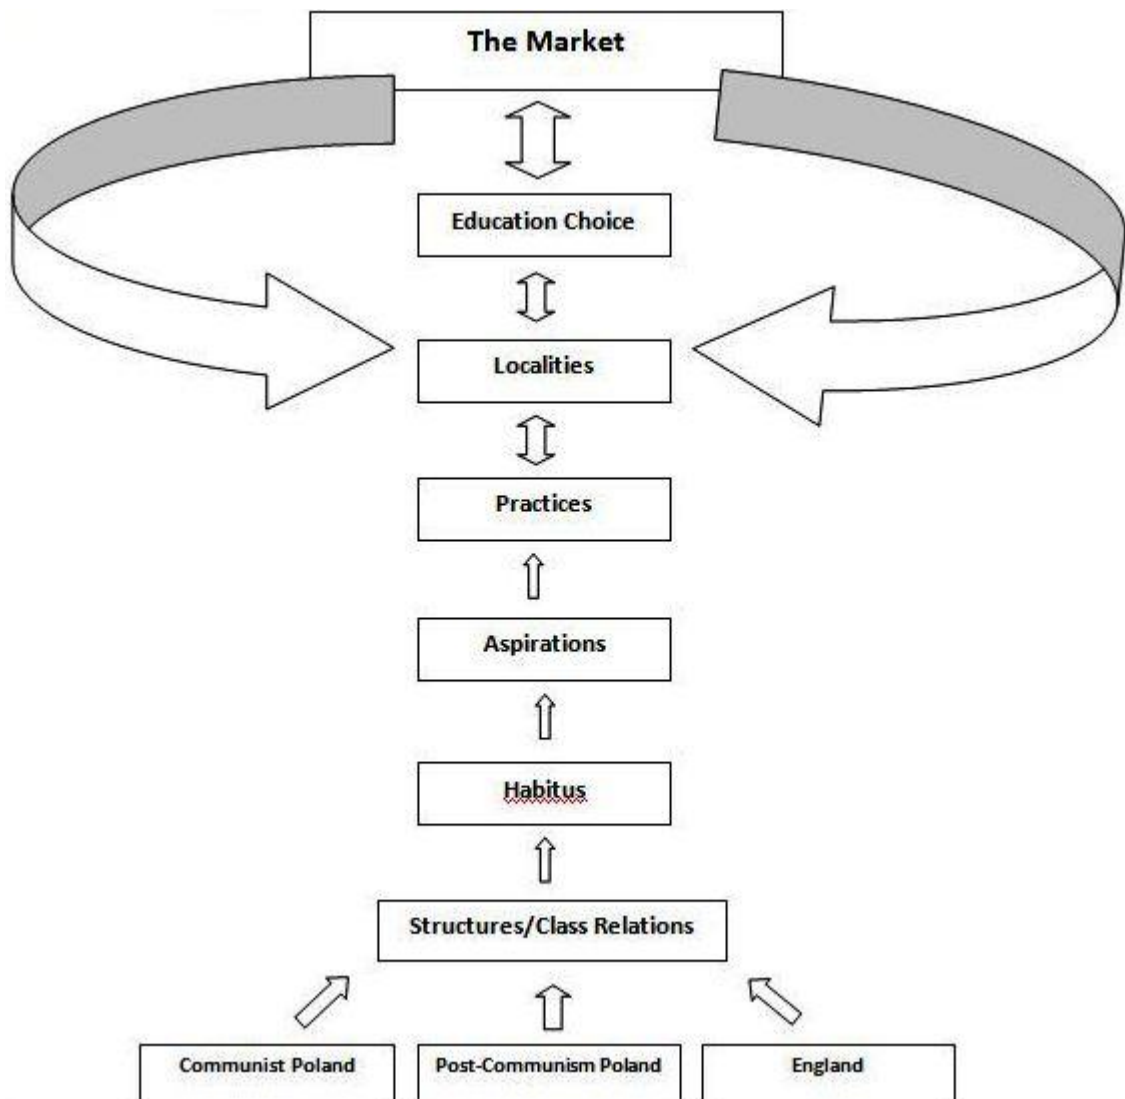 The Market
Education Choice
Localities
Practices
Aspirations
Habitus
Structures/Class Relations
Communist Poland
Post-Communism Poland
England